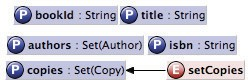 P bookId : String P title : String
P authors : Set(Author) P isbn : String
P copies : Set(Copy) E setCopies